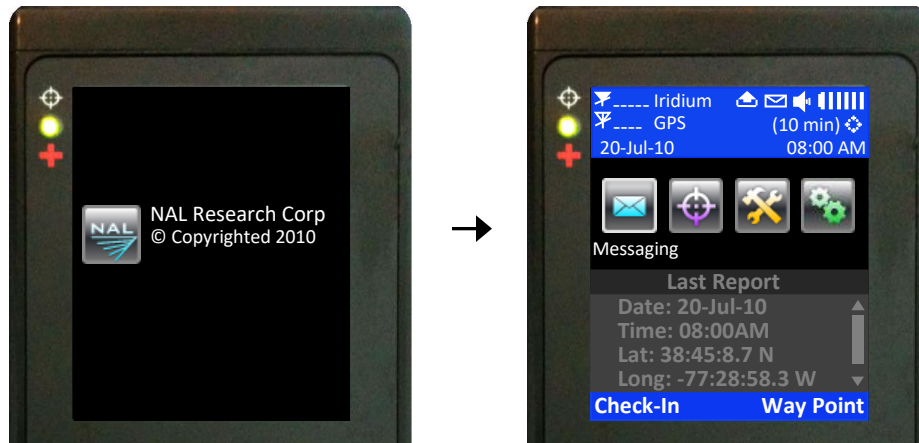 NAL
NAL Research Corp
© Copyrighted 2010
----- Iridium
---- GPS (10 min)
20-Jul-10 08:00 AM
Messaging
Last Report
Date: 20-Jul-10
Time: 08:00AM
Lat: 38:45:8.7 N
Long: -77:28:58.3 W
Check-In Way Point